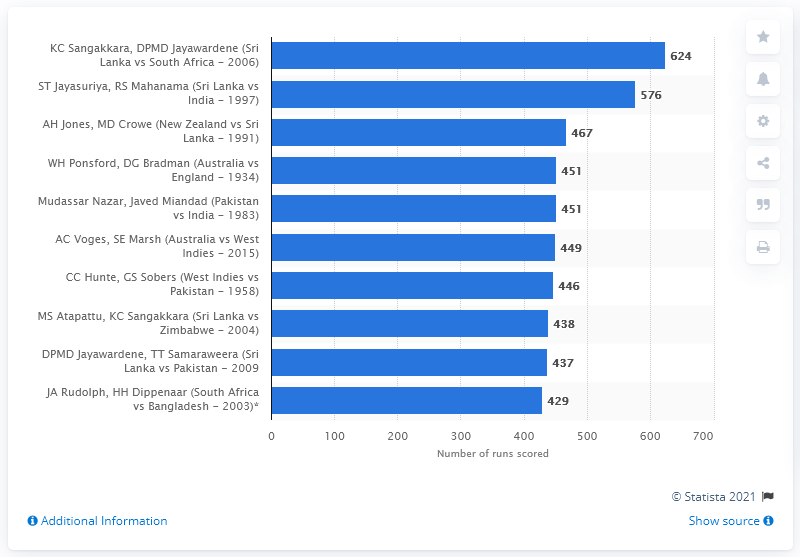 KC Sangakkara, DPMD Jayawardene (Sri
Lanka vs South Africa - 2006)
624
ST Jayasuriya, RS Mahanama (Sri Lanka vs
India - 1997)
576
AH Jones, MD Crowe (New Zealand vs Sri
Lanka - 1991)
467
WH Ponsford, DG Bradman (Australia vs
England - 1934)
451
Mudassar Nazar, Javed Miandad (Pakistan
vs India - 1983)
451
AC Voges, SE Marsh (Australia vs West
Indies - 2015)
449
CC Hunte, GS Sobers (West Indies vs
Pakistan - 1958)
446
MS Atapattu, KC Sangakkara (Sri Lanka vs
Zimbabwe - 2004)
438
DPMD Jayawardene, TT Samaraweera (Sri
Lanka vs Pakistan - 2009
437
JA Rudolph, HH Dippenaar (South Africa
vs Bangladesh - 2003)*
429
0 100 200 300 400 500 600 700
Number of runs scored
© Statista 2021
Additional Information
Show source